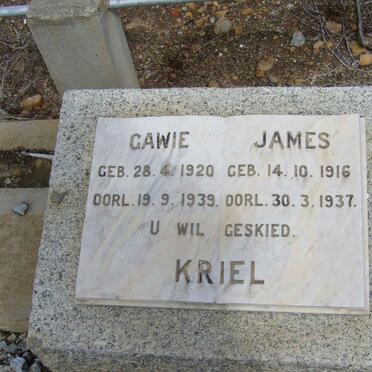 GAWIE JAMES
GEB. 28.4.1920 GEB. 14.10.1916
OORL. 19.9.1939. OORL. 30.3.1937.
U WIL GESKIED.
KRIEL